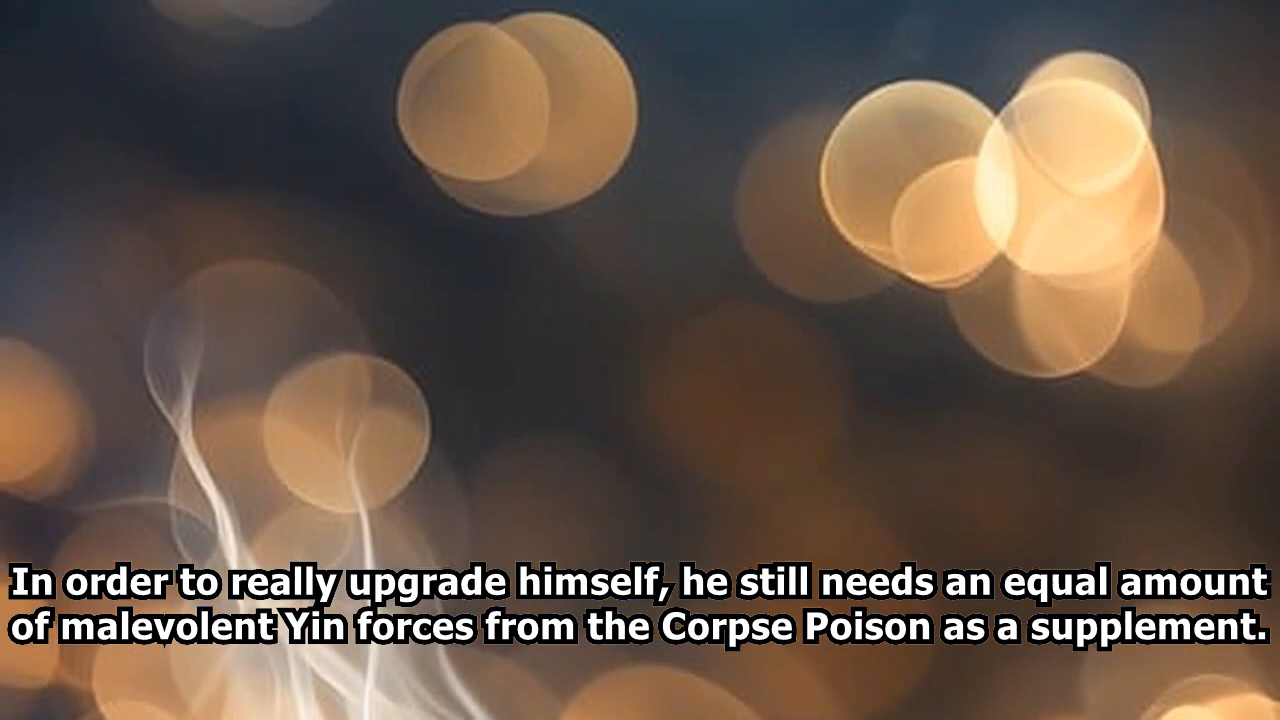 In order to really upgrade himself, he still needs an equal amount
of malevolent Yin forces from the Corpse Poison as a supplement.